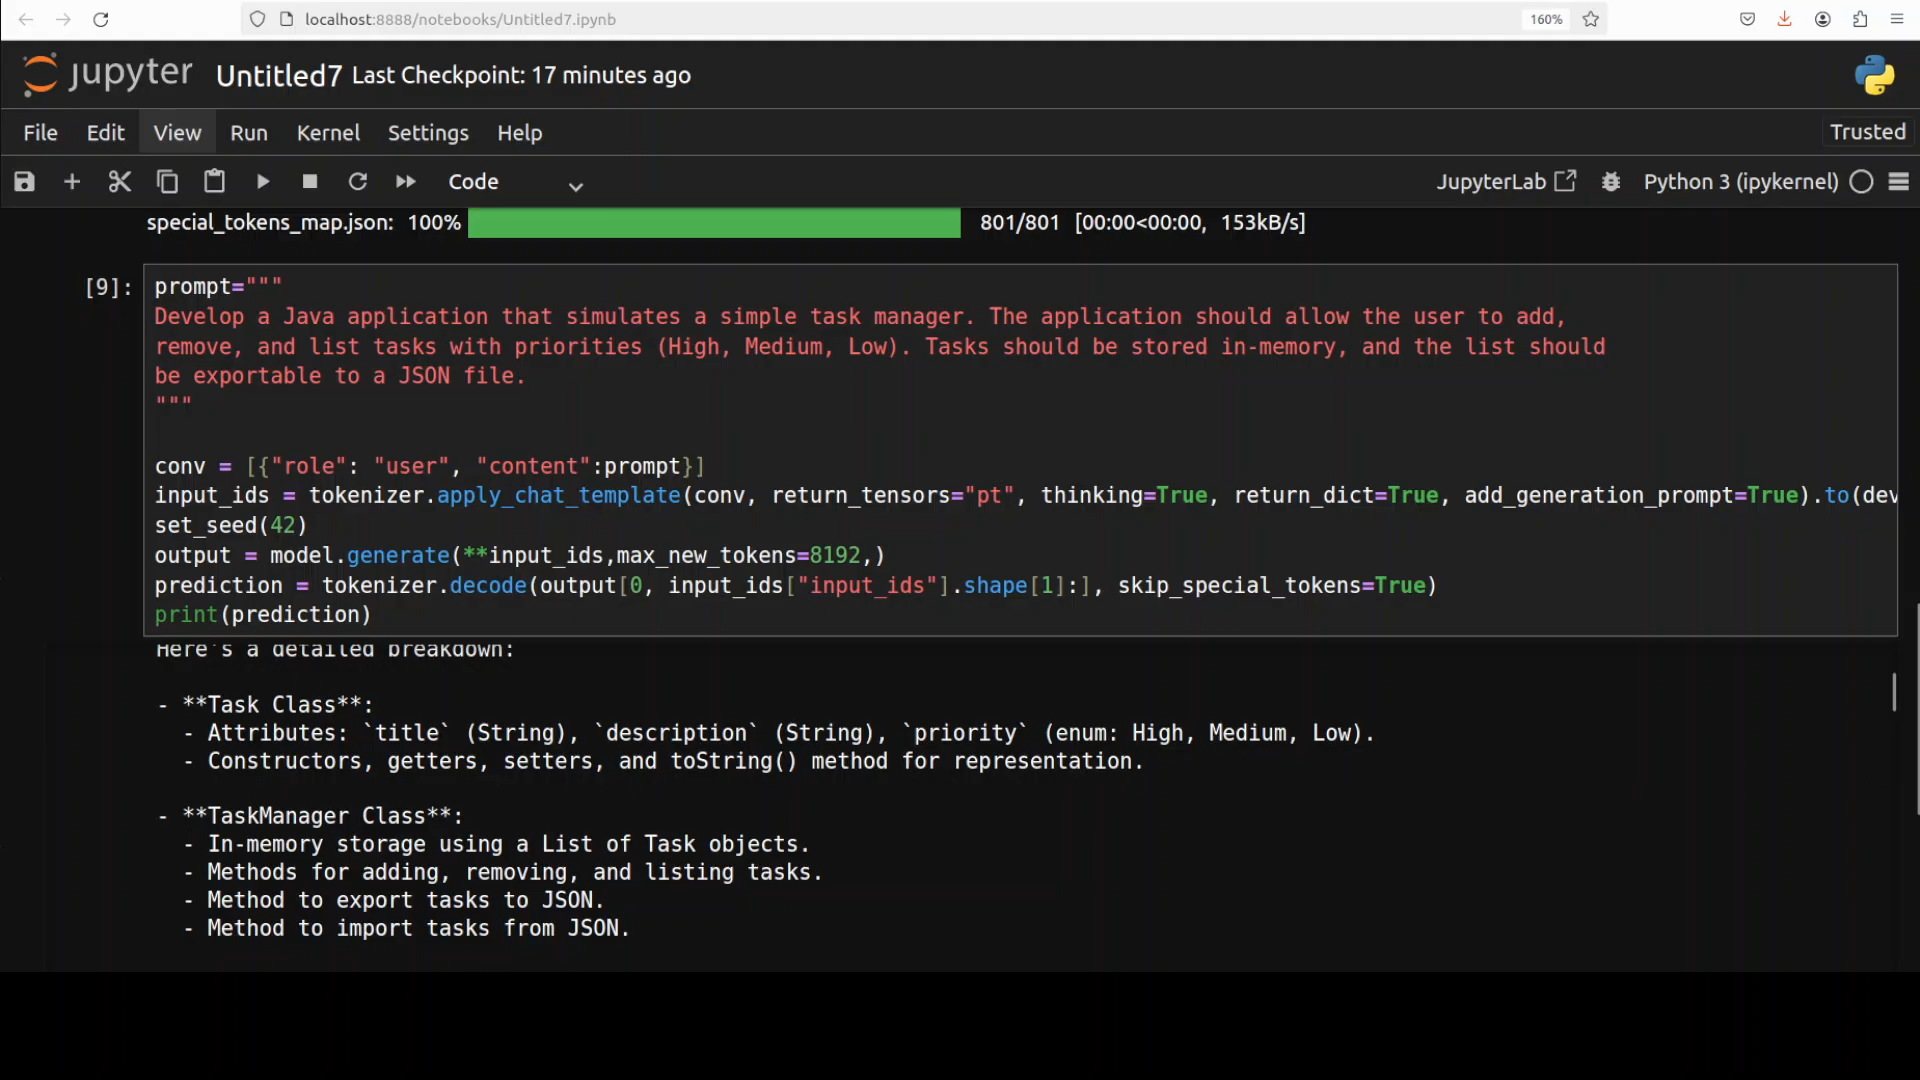 localhost:8888/notebooks/Untitled7.ipynb
160%
jupyter
Untitled7 Last Checkpoint: 17 minutes ago
File Edit View Run Kernel Settings Help
Trusted
Code
JupyterLab
Python 3 (ipykernel)
special_tokens_map.json: 100% 801/801 [00:00<00:00, 153kB/s]
[9]:
prompt="""
Develop a Java application that simulates a simple task manager. The application should allow the user to add,
remove, and list tasks with priorities (High, Medium, Low). Tasks should be stored in-memory, and the list should
be exportable to a JSON file.
"""
conv = [{"role": "user", "content":prompt}]
input_ids = tokenizer.apply_chat_template(conv, return_tensors="pt", thinking=True, return_dict=True, add_generation_prompt=True).to(dev
set_seed(42)
output = model.generate(**input_ids,max_new_tokens=8192,)
prediction = tokenizer.decode(output[0, input_ids["input_ids"].shape[1]:], skip_special_tokens=True)
print(prediction)
Here's a detailed breakdown:
- **Task Class**:
- Attributes: `title` (String), `description` (String), `priority` (enum: High, Medium, Low).
- Constructors, getters, setters, and toString() method for representation.
- **TaskManager Class**:
- In-memory storage using a List of Task objects.
- Methods for adding, removing, and listing tasks.
- Method to export tasks to JSON.
- Method to import tasks from JSON.